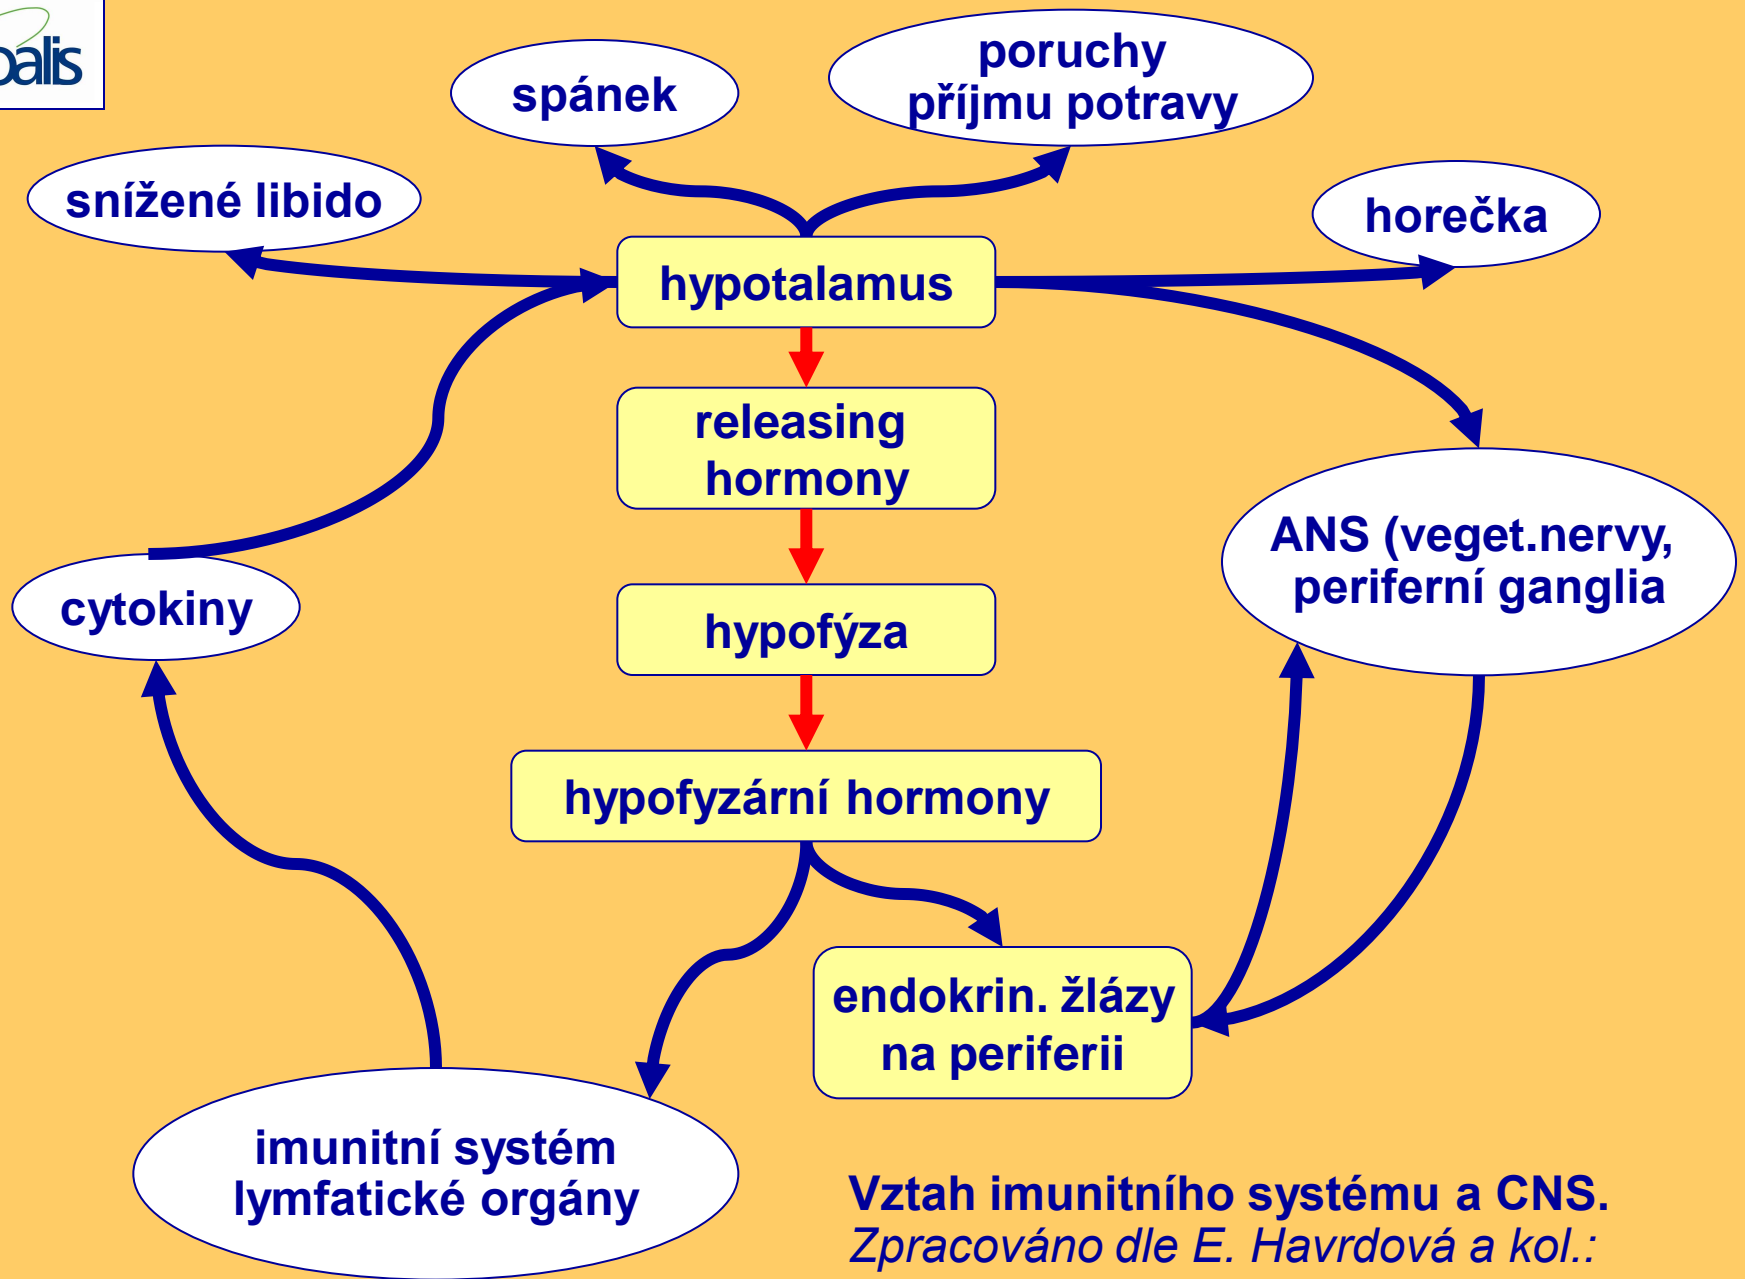 spánek
poruchy
příjmu potravy
snížené libido
horečka
hypotalamus
releasing
hormony
ANS (veget.nervy,
periferní ganglia
cytokiny
hypofýza
hypofyzární hormony
endokrin. žlázy
na periferii
imunitní systém
lymfatické orgány
Vztah imunitního systému a CNS.
Zpracováno dle E. Havrdová a kol.: